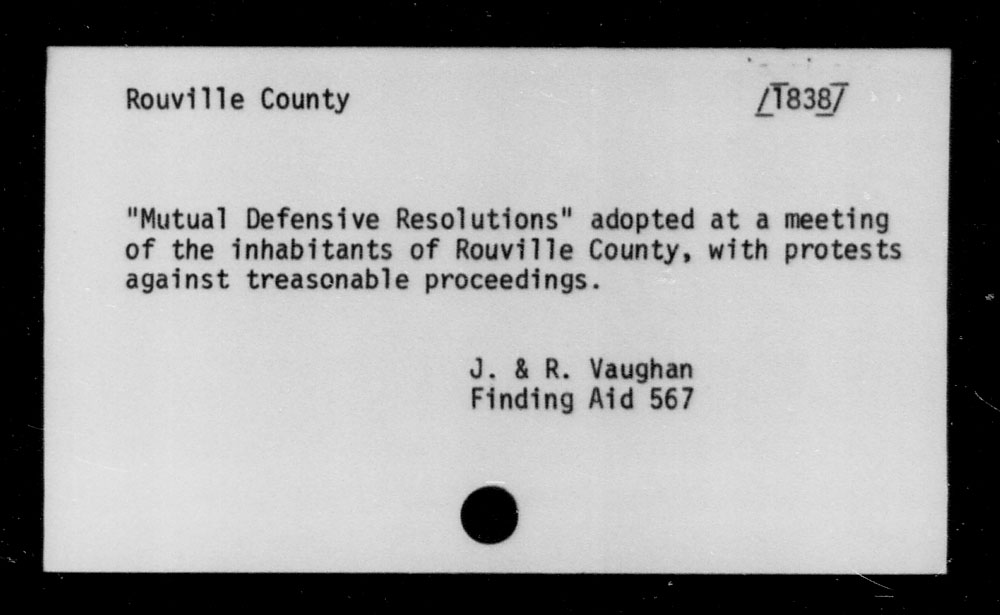 Rouville County [1838]
"Mutual Defensive Resolutions" adopted at a meeting
of the inhabitants of Rouville County, with protests
against treasonable proceedings.
J. & R. Vaughan
Finding Aid 567